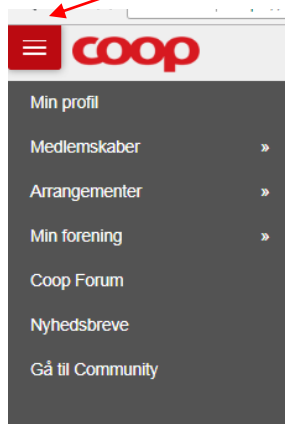 coop
Min profil
Medlemskaber »
Arrangementer »
Min forening »
Coop Forum
Nyhedsbreve
Gå til Community